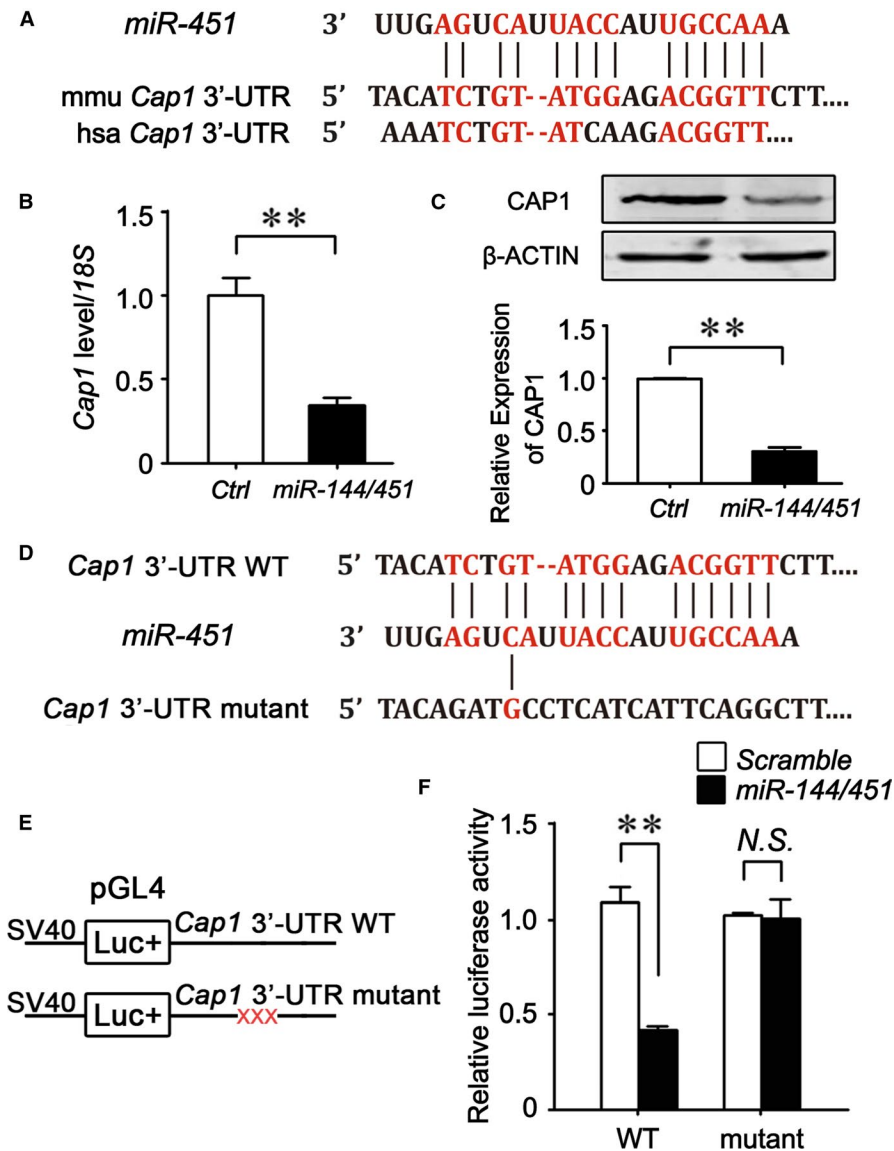 A
miR-451 3’ UUGAGUCAUUACCAUUGCCAAA
mmu Cap1 3’-UTR 5’ TACATCTGT--ATGGAGACGGTTCTT....
hsa Cap1 3’-UTR 5’ AAATCTGT--ATCAAGACGGTT....
B
Cap1 level/18S
1.5
1.0
0.5
0
**
Ctrl miR-144/451
C
CAP1
β-ACTIN
Relative Expression
of CAP1
1.5
1.0
0.5
0
**
Ctrl miR-144/451
D
Cap1 3’-UTR WT 5’ TACATCTGT--ATGGAGACGGTTCTT....
miR-451 3’ UUGAGUCAUUACCAUUGCCAAA
Cap1 3’-UTR mutant 5’ TACAGATGCCTCATCATTCAGGCTT....
E
pGL4
SV40 Luc+ Cap1 3’-UTR WT
SV40 Luc+ Cap1 3’-UTR mutant
XXX
F
Scramble
miR-144/451
Relative luciferase activity
1.5
1.0
0.5
0
**
N.S.
WT mutant